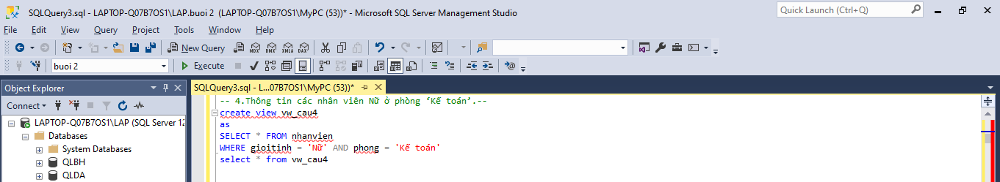 SQLQuery3.sql - LAPTOP-Q07B7OS1\LAP.buoi 2 (LAPTOP-Q07B7OS1\MyPC (53))* - Microsoft SQL Server Management Studio
Quick Launch (Ctrl+Q)
File Edit View Query Project Tools Window Help
New Query MDX DMX XMLA DAX
buoi 2 Execute
Object Explorer
SQLQuery3.sql - L...07B7OS1\MyPC (53))*
Connect
LAPTOP-Q07B7OS1\LAP (SQL Server 12
Databases
System Databases
QLBH
QLDA
-- 4.Thông tin các nhân viên Nữ ở phòng ‘Kế toán’.--
create view vw_cau4
as
SELECT * FROM nhanvien
WHERE gioitinh = 'Nữ' AND phong = 'Kế toán'
select * from vw_cau4